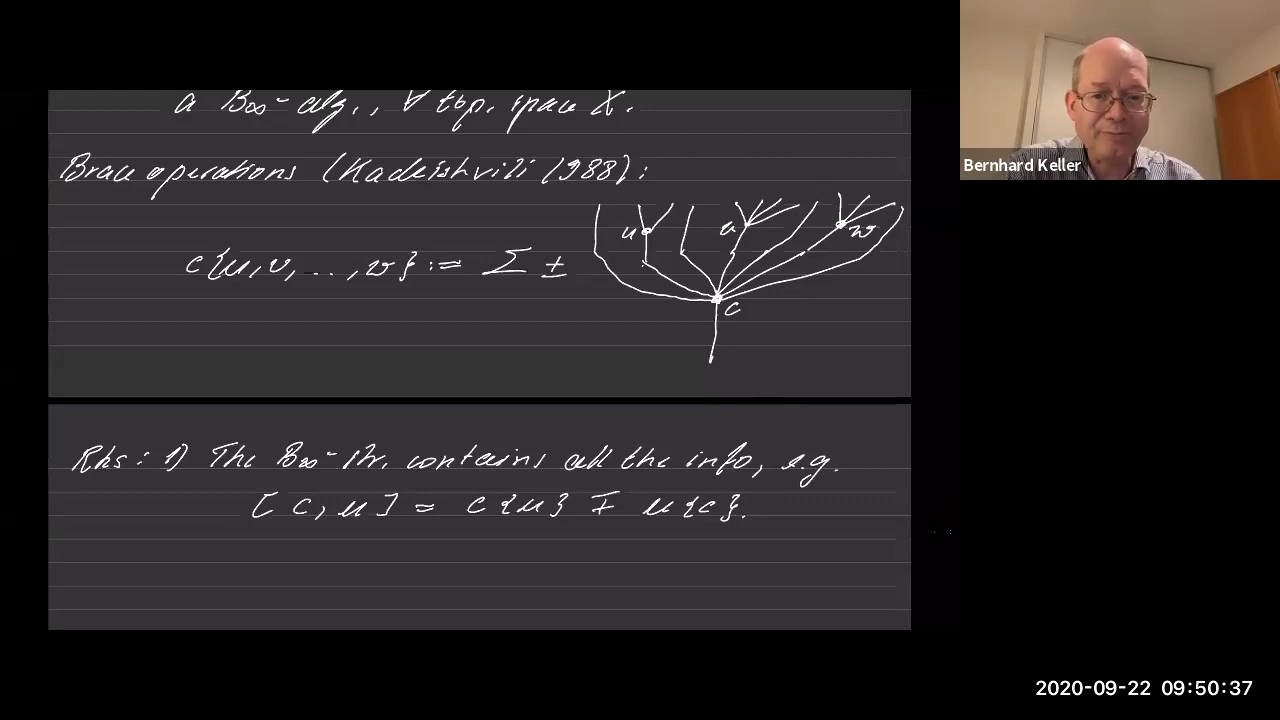 a B∞-alg., ∀ top. space X.
Brace operations (Kadeishvili 1988):
c{u,v,...,w} := Σ ±
u
w
c
Rks: 1) The B∞-str. contains all the info, e.g.
[c,u] = c{u} ∓ u{c}.
Bernhard Keller
2020-09-22 09:50:37